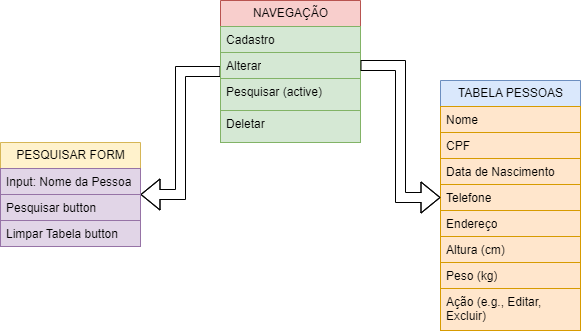 NAVEGAÇÃO
Cadastro
Alterar
Pesquisar (active)
Deletar
PESQUISAR FORM
Input: Nome da Pessoa
Pesquisar button
Limpar Tabela button
TABELA PESSOAS
Nome
CPF
Data de Nascimento
Telefone
Endereço
Altura (cm)
Peso (kg)
Ação (e.g., Editar,
Excluir)